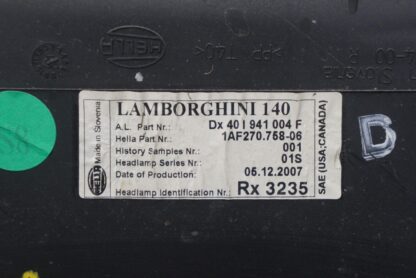 HELLA
>PP T40<
LAMBORGHINI 140
A.L. Part Nr.: Dx 40 I 941 004 F
Hella Part Nr.: 1AF270.758-06
History Samples Nr.: 001
Headlamp Series Nr.: 01S
Date of Production: 05.12.2007
Headlamp Identification Nr.: Rx 3235
HELLA
Made in Slovenia
SAE (USA;CANADA)
D